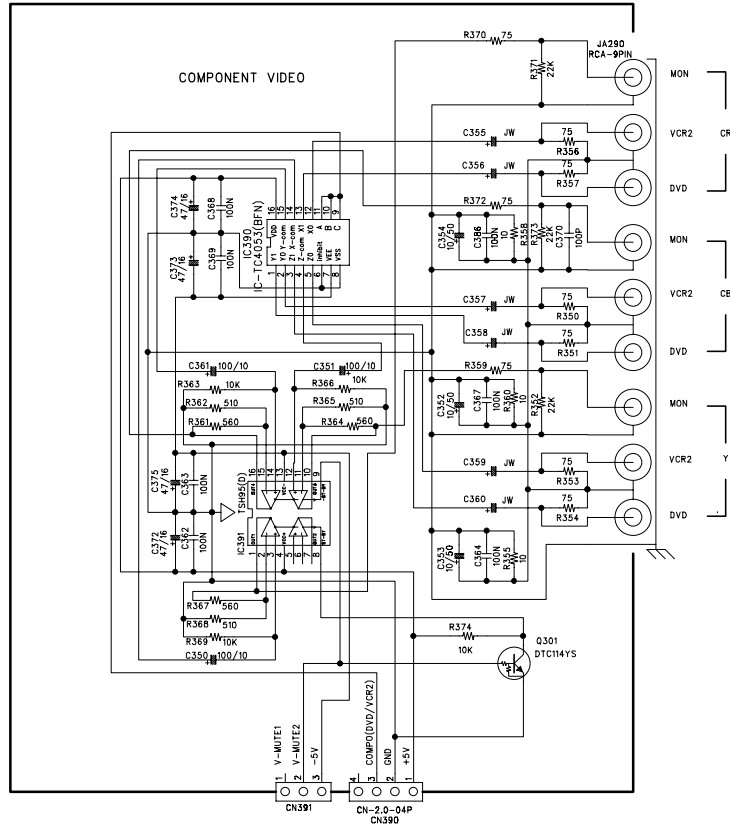 COMPONENT VIDEO
R370 75
JA290
RCA-9PIN
R371
22K
MON
VCR2
DVD
CR
C355 JW
75
R356
C356 JW
75
R357
R372 75
C354
10/50
C386
100N
R358
10
R373
22K
C370
100P
MON
VCR2
DVD
CB
C374
47/16
C368
100N
C373
47/16
C369
100N
IC390
IC-TC4053(BFN)
16 15 14 13 12 11 10 9
VDD Y-com X-com X1 X0 A B C
Y1 Y0 Z1 Z-com Z0 Inhibit VEE VSS
1 2 3 4 5 6 7 8
C357 JW
75
R350
C358 JW
75
R351
C361 100/10
R363 10K
R362 510
R361 560
C351 100/10
R366 10K
R365 510
R364 560
R359 75
C352
10/50
C367
100N
R360
10
R352
22K
MON
VCR2
DVD
Y
C359 JW
75
R353
C360 JW
75
R354
C375
47/16
C363
100N
C372
47/16
C362
100N
TSH95(D)
IC391
16 15 14 13 12 11 10 9
VCC-
VCC+
1 2 3 4 5 6 7 8
C353
10/50
C364
100N
R355
10
R367 560
R368 510
R369 10K
C350 100/10
R374
10K
Q301
DTC114YS
V-MUTE1
V-MUTE2
-5V
1 2 3
CN391
COMPO(DVD/VCR2)
GND
+5V
4 3 2 1
CN-2.0-04P
CN390